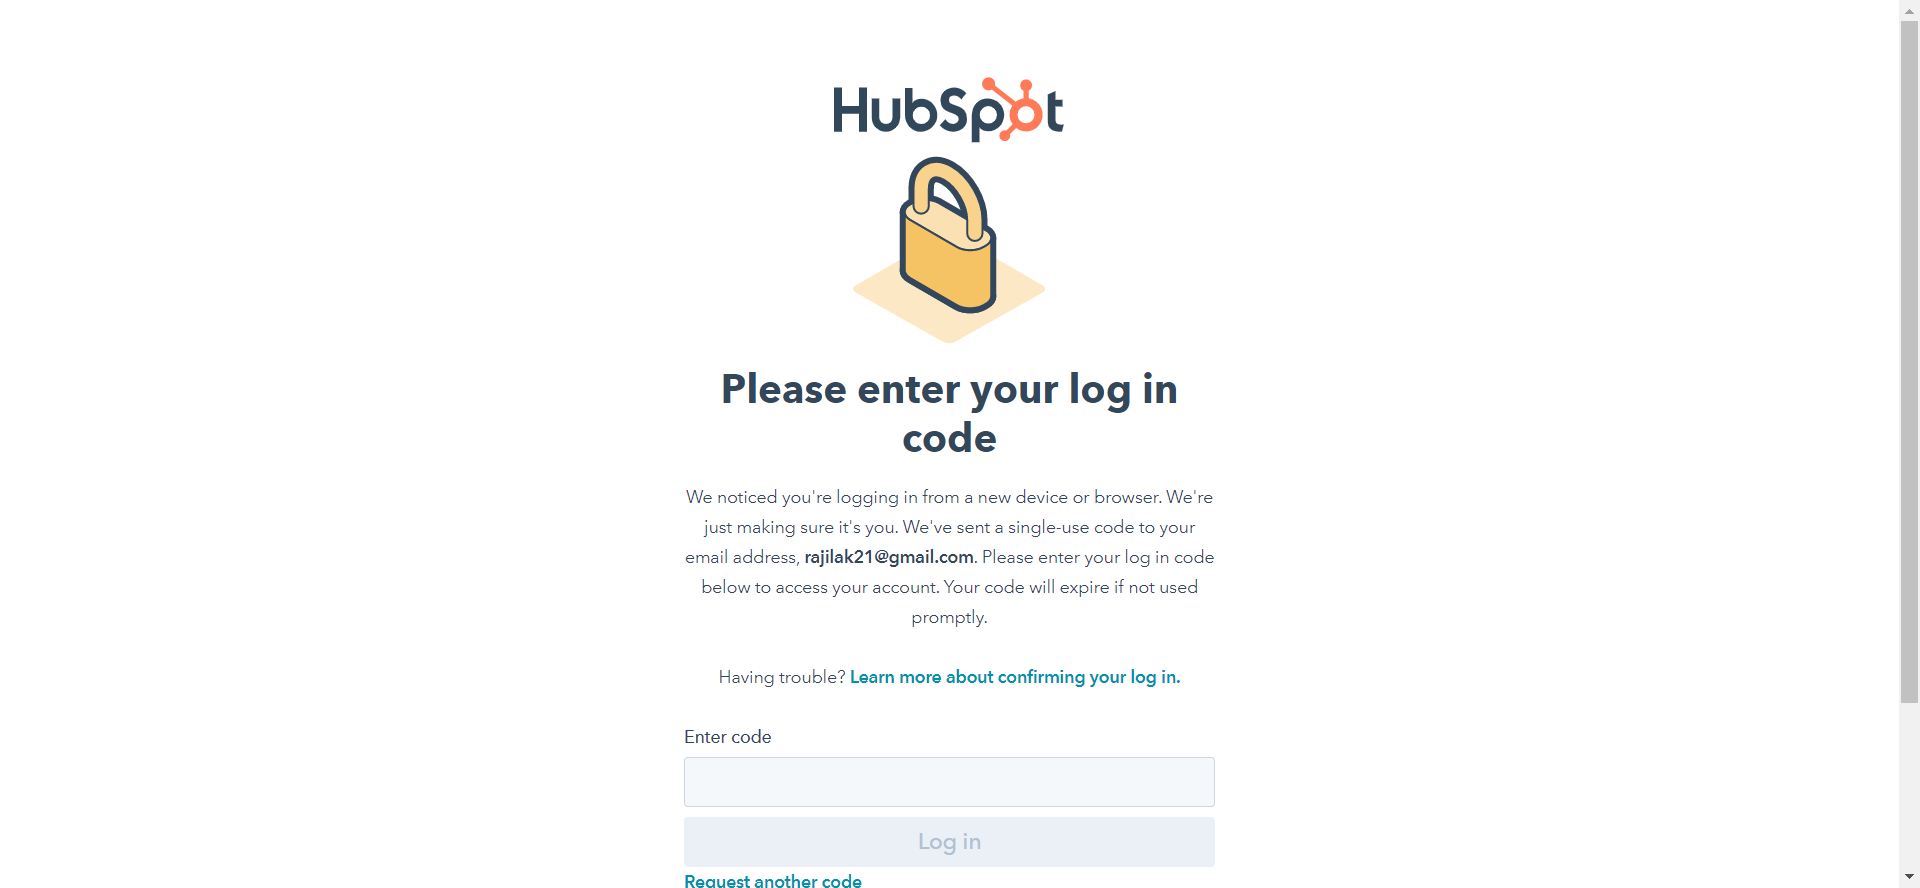 HubSpot
Please enter your log in
code
We noticed you're logging in from a new device or browser. We're
just making sure it's you. We've sent a single-use code to your
email address, rajilak21@gmail.com. Please enter your log in code
below to access your account. Your code will expire if not used
promptly.
Having trouble? Learn more about confirming your log in.
Enter code
Log in
Request another code